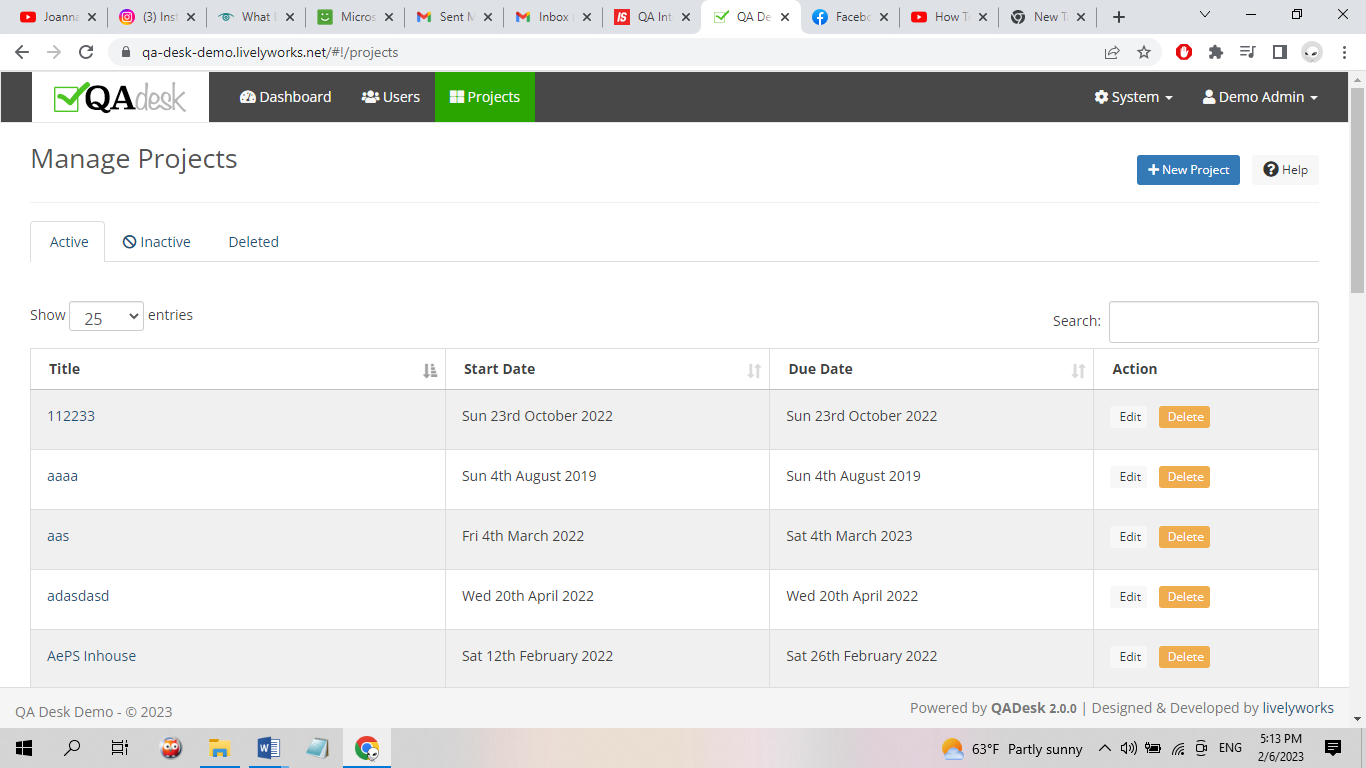 Joanna
(3) Inst
What I
Micros
Sent M
Inbox
QA Int
QA De
Facebo
How T
New T
qa-desk-demo.livelyworks.net/#!/projects
QAdesk
Dashboard
Users
Projects
System
Demo Admin
Manage Projects
New Project
Help
Active
Inactive
Deleted
Show 25 entries
Search:
Title Start Date Due Date Action
112233 Sun 23rd October 2022 Sun 23rd October 2022 Edit Delete
aaaa Sun 4th August 2019 Sun 4th August 2019 Edit Delete
aas Fri 4th March 2022 Sat 4th March 2023 Edit Delete
adasdasd Wed 20th April 2022 Wed 20th April 2022 Edit Delete
AePS Inhouse Sat 12th February 2022 Sat 26th February 2022 Edit Delete
QA Desk Demo - © 2023
Powered by QADesk 2.0.0 | Designed & Developed by livelyworks
63°F Partly sunny
ENG
5:13 PM
2/6/2023